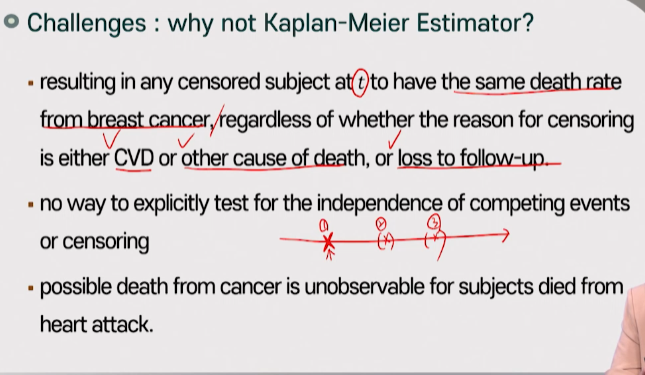 Challenges : why not Kaplan-Meier Estimator?
▪ resulting in any censored subject at t to have the same death rate
from breast cancer, regardless of whether the reason for censoring
is either CVD or other cause of death, or loss to follow-up.
▪ no way to explicitly test for the independence of competing events
① ② ③
or censoring
▪ possible death from cancer is unobservable for subjects died from
heart attack.